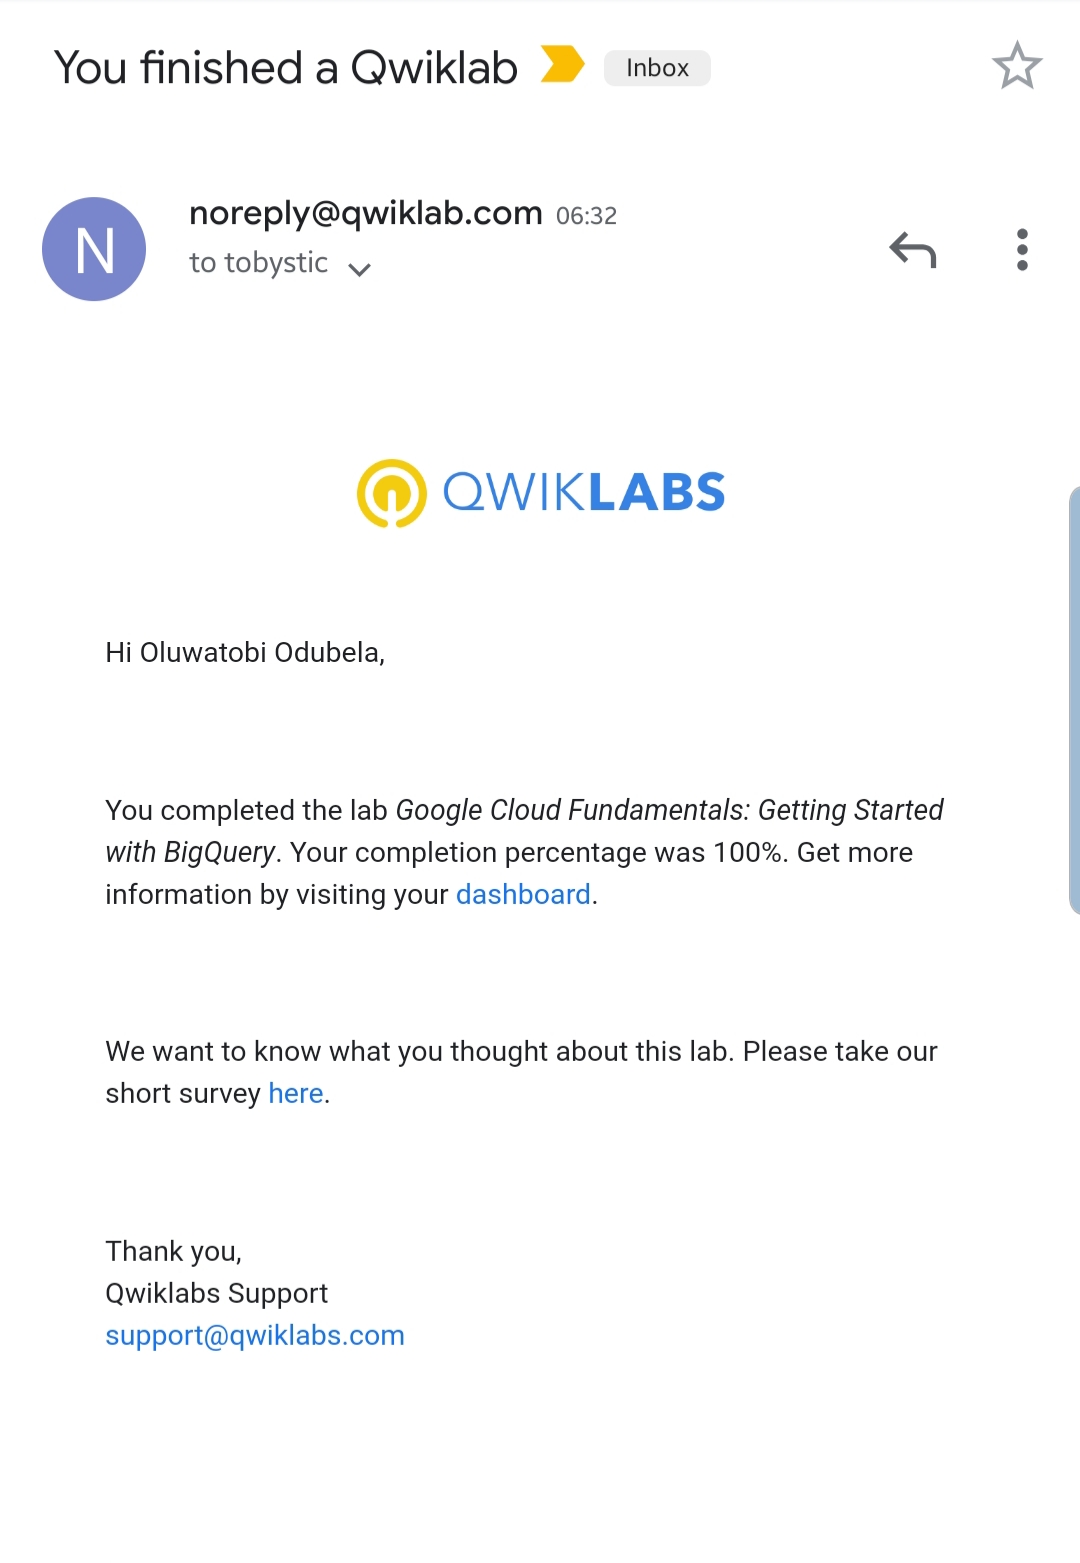 You finished a Qwiklab Inbox
N
noreply@qwiklab.com 06:32
to tobystic
QWIKLABS
Hi Oluwatobi Odubela,
You completed the lab Google Cloud Fundamentals: Getting Started
with BigQuery. Your completion percentage was 100%. Get more
information by visiting your dashboard.
We want to know what you thought about this lab. Please take our
short survey here.
Thank you,
Qwiklabs Support
support@qwiklabs.com